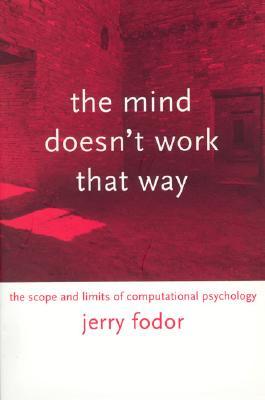 the mind
doesn't work
that way
the scope and limits of computational psychology
jerry fodor